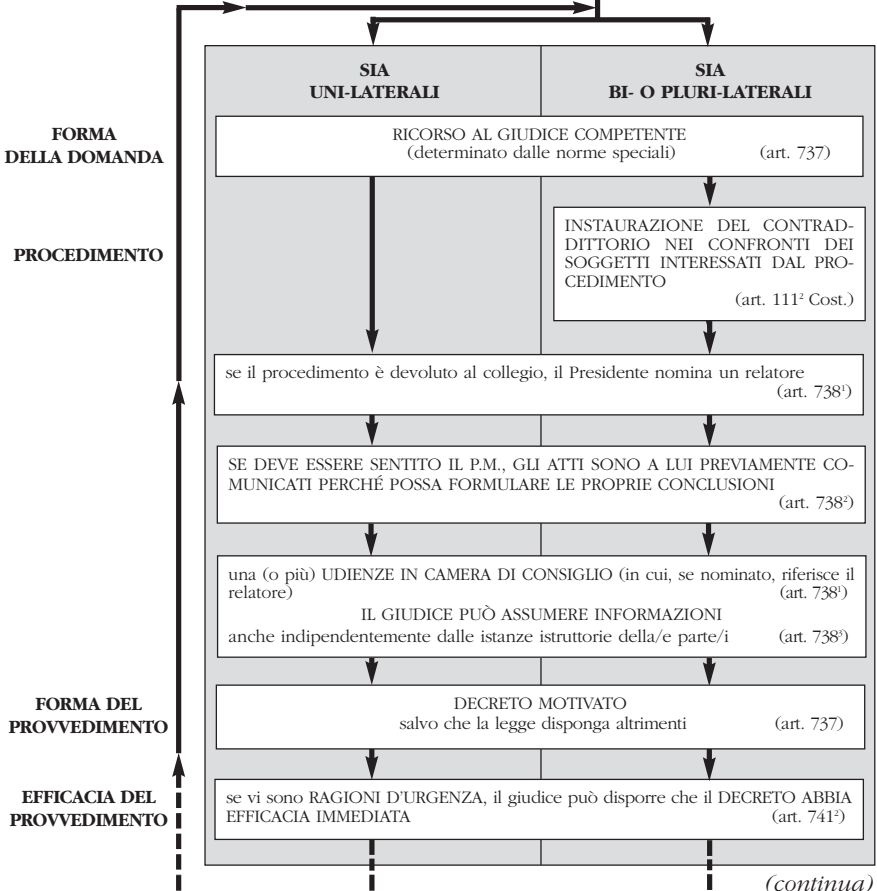 SIA
UNI-LATERALI
SIA
BI- O PLURI-LATERALI
FORMA
DELLA DOMANDA
RICORSO AL GIUDICE COMPETENTE
(determinato dalle norme speciali) (art. 737)
PROCEDIMENTO
INSTAURAZIONE DEL CONTRAD-
DITTORIO NEI CONFRONTI DEI
SOGGETTI INTERESSATI DAL PRO-
CEDIMENTO
(art. 111² Cost.)
se il procedimento è devoluto al collegio, il Presidente nomina un relatore
(art. 738¹)
SE DEVE ESSERE SENTITO IL P.M., GLI ATTI SONO A LUI PREVIAMENTE CO-
MUNICATI PERCHÉ POSSA FORMULARE LE PROPRIE CONCLUSIONI
(art. 738²)
una (o più) UDIENZE IN CAMERA DI CONSIGLIO (in cui, se nominato, riferisce il
relatore) (art. 738¹)
IL GIUDICE PUÒ ASSUMERE INFORMAZIONI
anche indipendentemente dalle istanze istruttorie della/e parte/i (art. 738³)
FORMA DEL
PROVVEDIMENTO
DECRETO MOTIVATO
salvo che la legge disponga altrimenti (art. 737)
EFFICACIA DEL
PROVVEDIMENTO
se vi sono RAGIONI D'URGENZA, il giudice può disporre che il DECRETO ABBIA
EFFICACIA IMMEDIATA (art. 741²)
(continua)